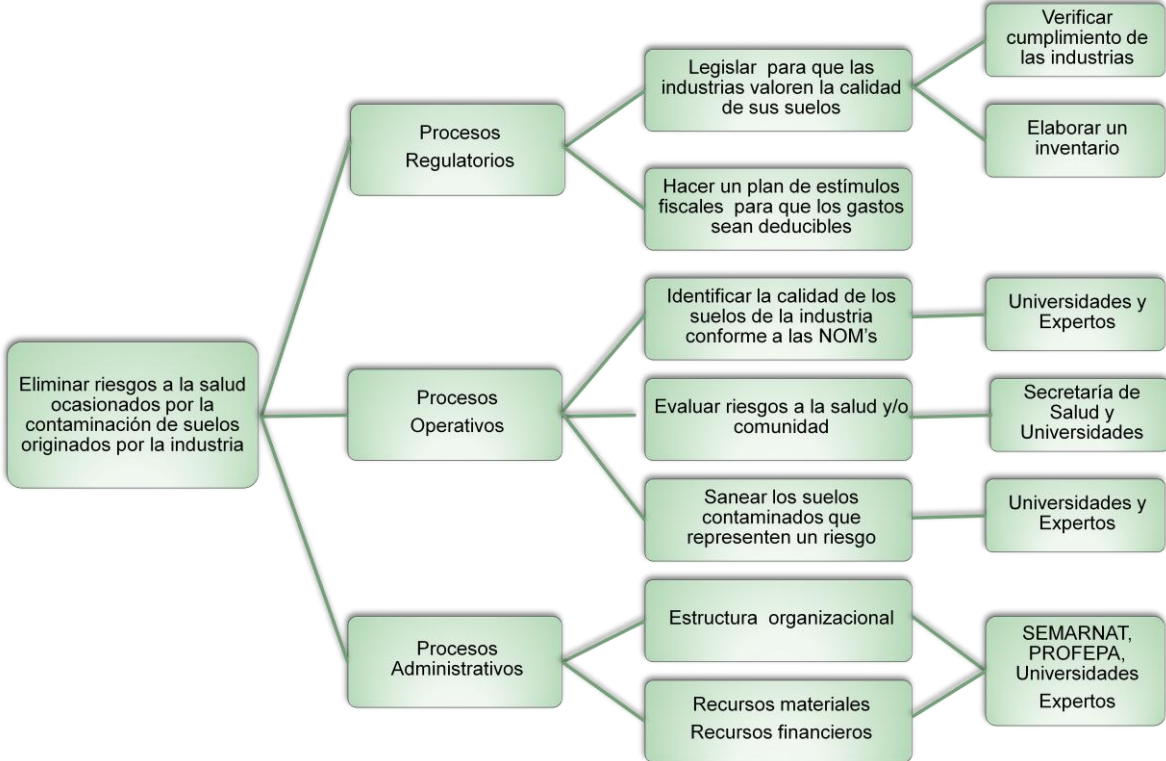 Eliminar riesgos a la salud
ocasionados por la
contaminación de suelos
originados por la industria
Procesos
Regulatorios
Legislar para que las
industrias valoren la calidad
de sus suelos
Verificar
cumplimiento de
las industrias
Elaborar un
inventario
Hacer un plan de estímulos
fiscales para que los gastos
sean deducibles
Procesos
Operativos
Identificar la calidad de los
suelos de la industria
conforme a las NOM's
Universidades y
Expertos
Evaluar riesgos a la salud y/o
comunidad
Secretaría de
Salud y
Universidades
Sanear los suelos
contaminados que
representen un riesgo
Universidades y
Expertos
Procesos
Administrativos
Estructura organizacional
Recursos materiales
Recursos financieros
SEMARNAT,
PROFEPA,
Universidades
Expertos